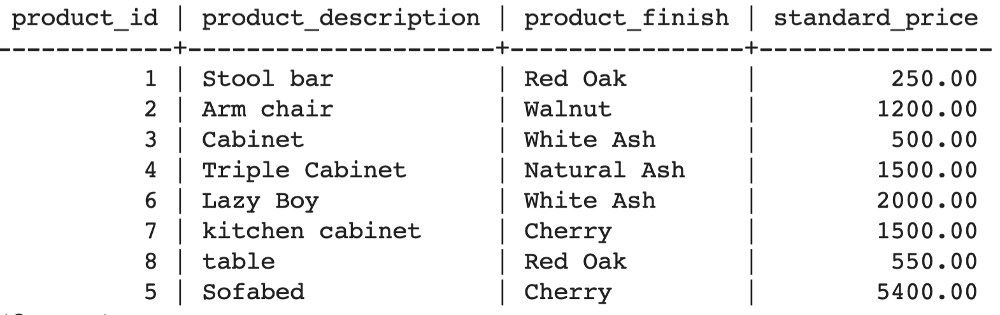 product_id | product_description | product_finish | standard_price
------------+---------------------+----------------+----------------
1 | Stool bar | Red Oak | 250.00
2 | Arm chair | Walnut | 1200.00
3 | Cabinet | White Ash | 500.00
4 | Triple Cabinet | Natural Ash | 1500.00
6 | Lazy Boy | White Ash | 2000.00
7 | kitchen cabinet | Cherry | 1500.00
8 | table | Red Oak | 550.00
5 | Sofabed | Cherry | 5400.00